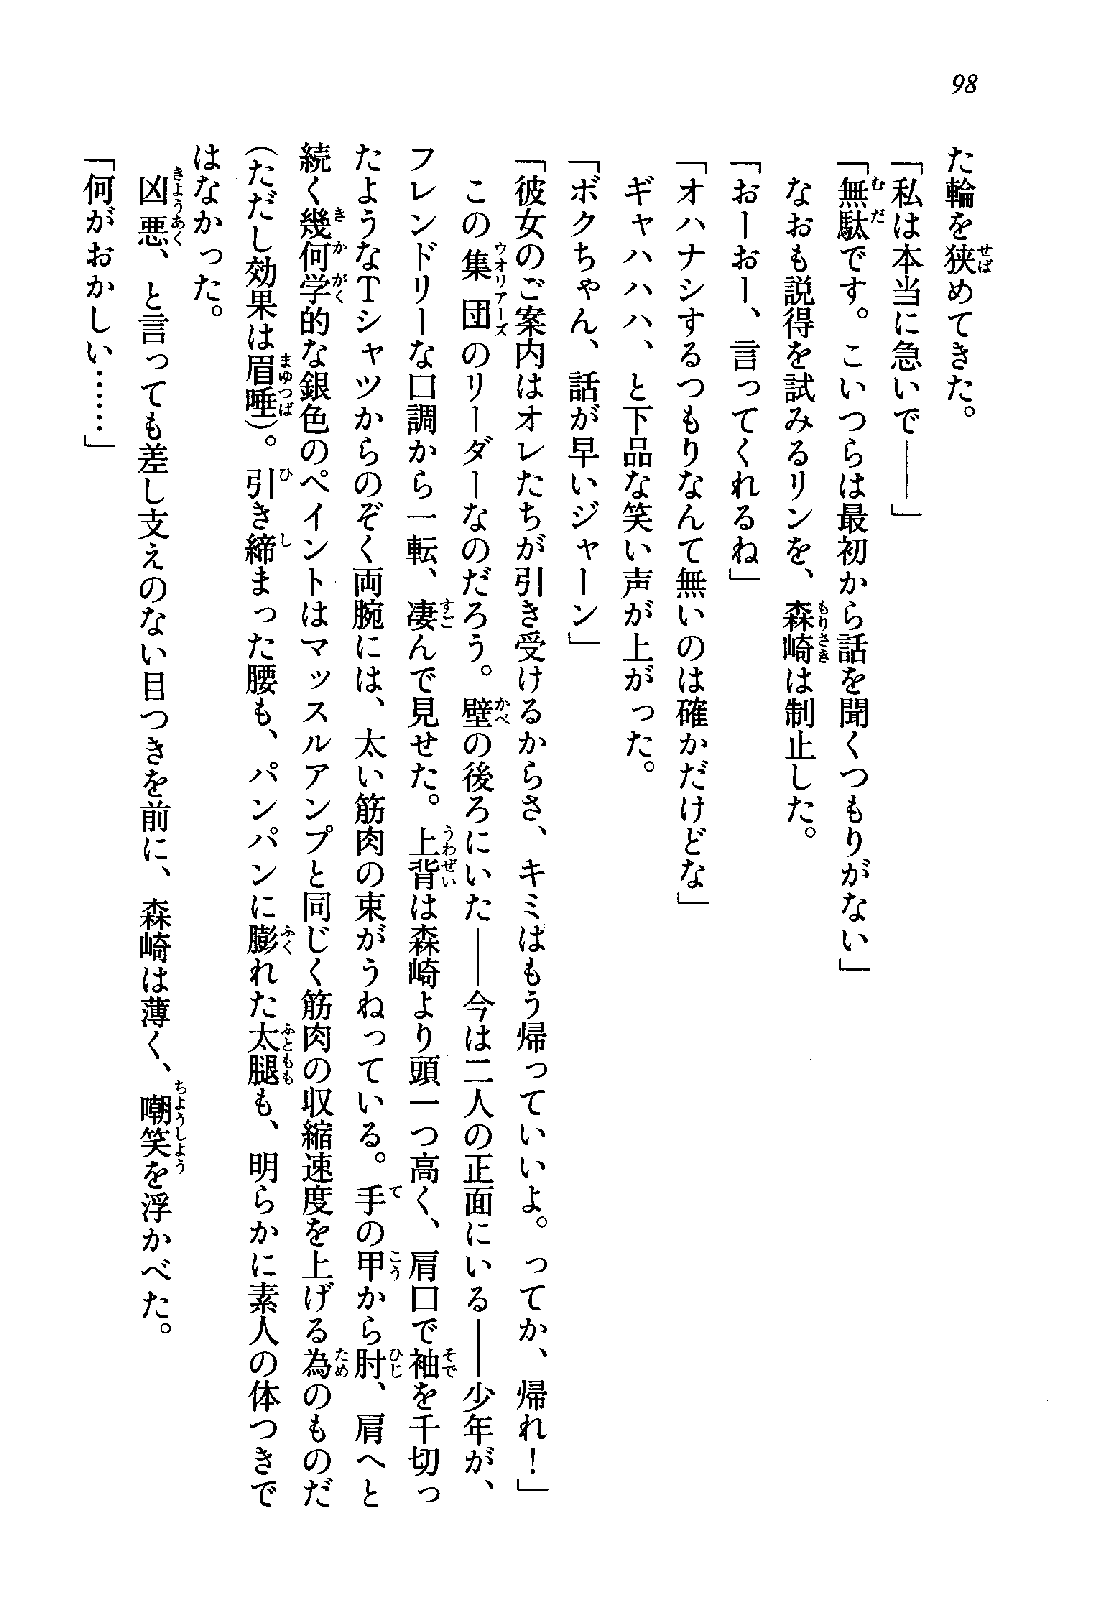 98
た輪を狭めてきた。
「私は本当に急いで――」
「無駄です。こいつらは最初から話を聞くつもりがない」
なおも説得を試みるリンを、森崎は制止した。
「おーおー、言ってくれるね」
「オハナシするつもりなんて無いのは確かだけどな」
ギャハハハ、と下品な笑い声が上がった。
「ボクちゃん、話が早いジャーン」
「彼女のご案内はオレたちが引き受けるからさ、キミはもう帰っていいよ。ってか、帰れ！」
この集団のリーダーなのだろう。壁の後ろにいた――今は二人の正面にいる――少年が、
フレンドリーな口調から一転、凄んで見せた。上背は森崎より頭一つ高く、肩口で袖を千切っ
たようなTシャツからのぞく両腕には、太い筋肉の束がうねっている。手の甲から肘、肩へと
続く幾何学的な銀色のペイントはマッスルアンプと同じく筋肉の収縮速度を上げる為のものだ
（ただし効果は眉唾）。引き締まった腰も、パンパンに膨れた太腿も、明らかに素人の体つきで
はなかった。
凶悪、と言っても差し支えのない目つきを前に、森崎は薄く、嘲笑を浮かべた。
「何がおかしい……」